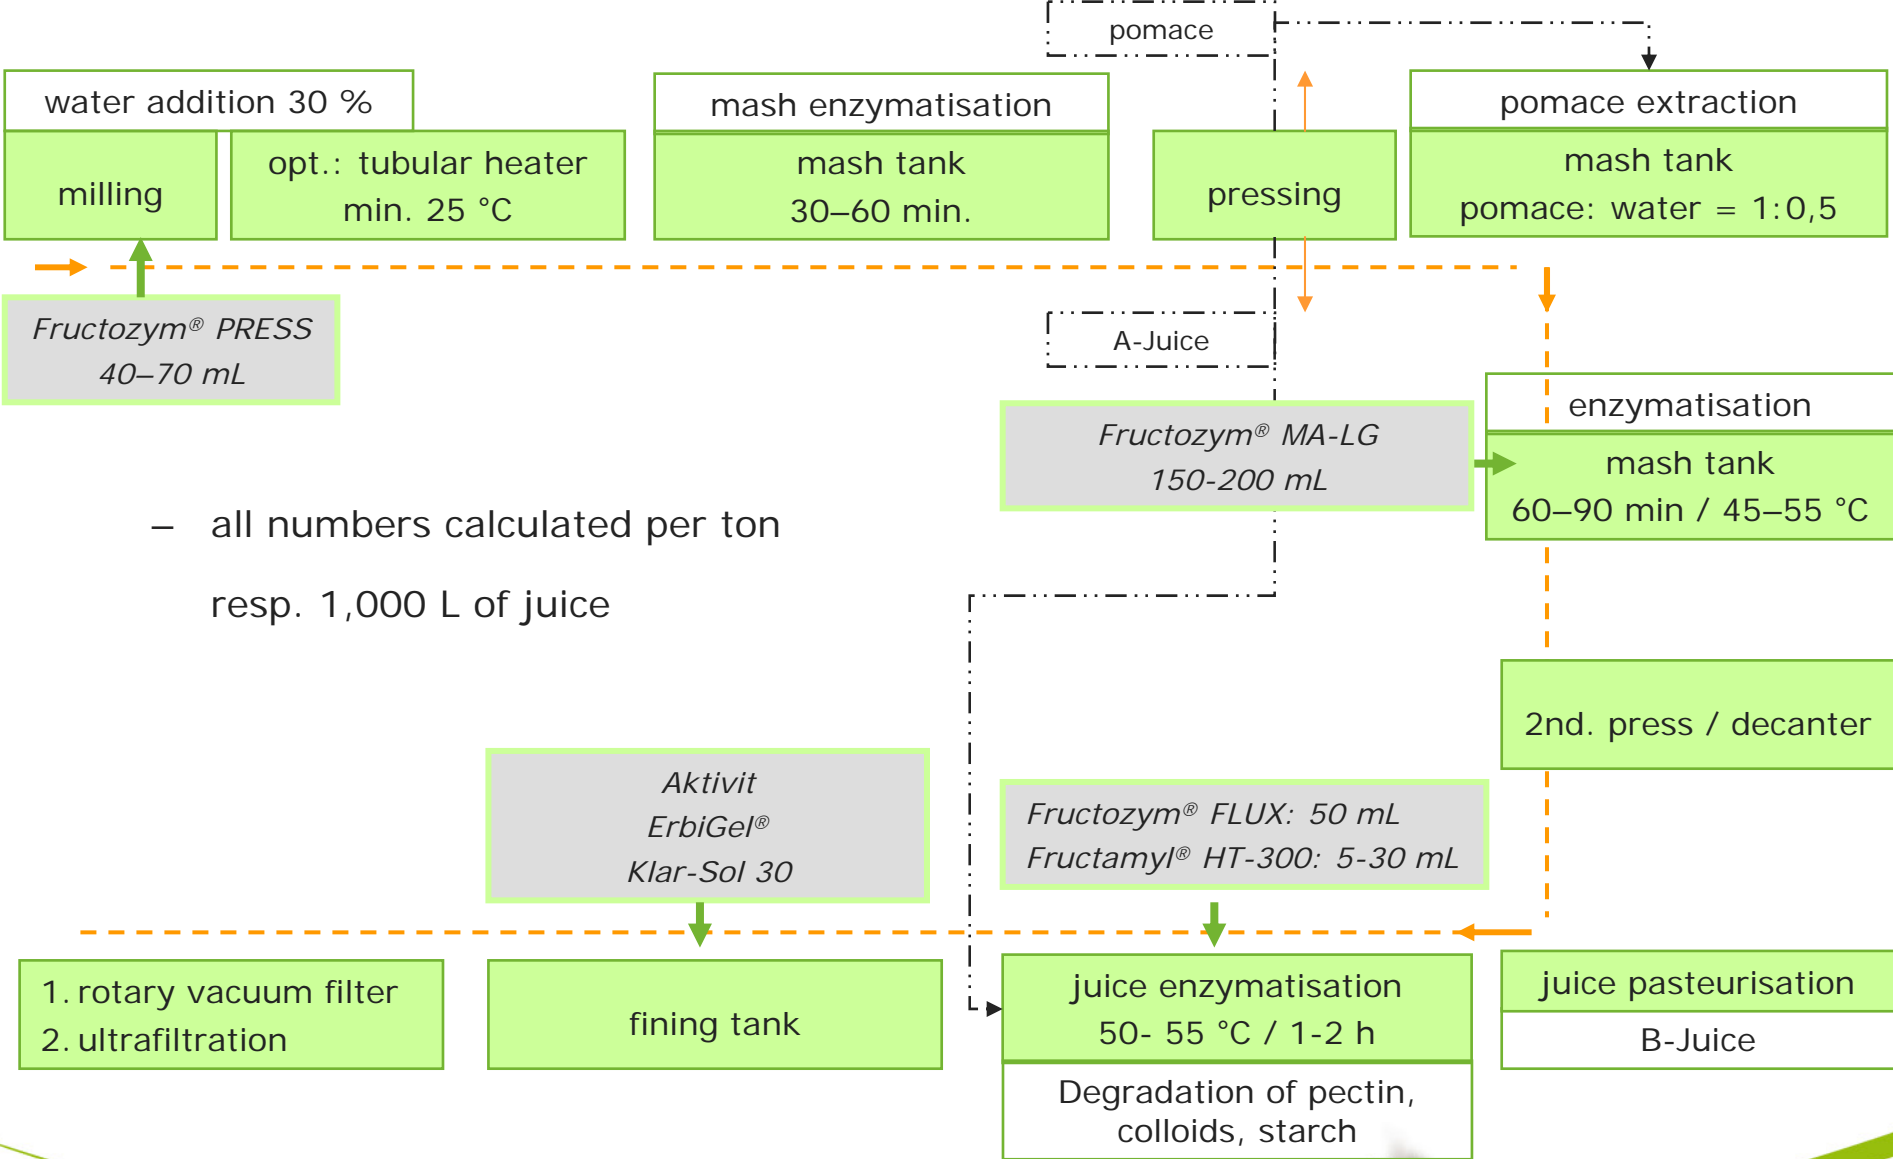 pomace
water addition 30 %
mash enzymatisation
pomace extraction
milling
opt.: tubular heater
min. 25 °C
mash tank
30–60 min.
pressing
mash tank
pomace: water = 1:0,5
Fructozym® PRESS
40–70 mL
A-Juice
enzymatisation
Fructozym® MA-LG
150-200 mL
mash tank
60–90 min / 45–55 °C
– all numbers calculated per ton
resp. 1,000 L of juice
2nd. press / decanter
Aktivit
ErbiGel®
Klar-Sol 30
Fructozym® FLUX: 50 mL
Fructamyl® HT-300: 5-30 mL
1. rotary vacuum filter
2. ultrafiltration
fining tank
juice enzymatisation
50- 55 °C / 1-2 h
Degradation of pectin,
colloids, starch
juice pasteurisation
B-Juice